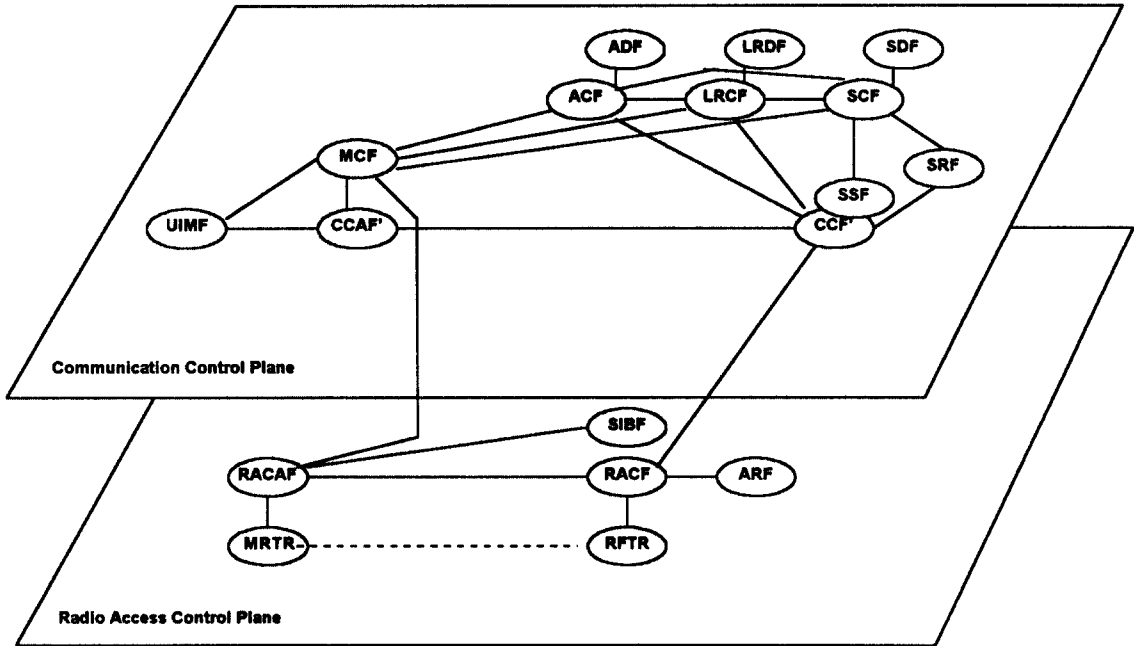 ADF
LRDF
SDF
ACF
LRCF
SCF
MCF
SRF
SSF
UIMF
CCAF'
CCF'
Communication Control Plane
SIBF
RACAF
RACF
ARF
MRTR
RFTR
Radio Access Control Plane